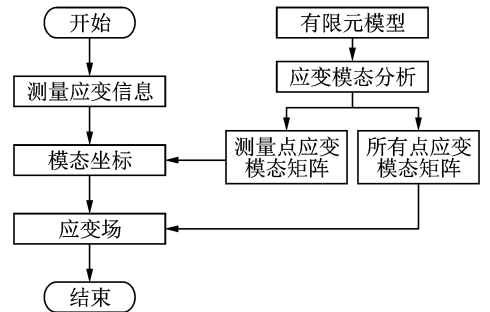 开始
有限元模型
测量应变信息
应变模态分析
模态坐标
测量点应变
模态矩阵
所有点应变
模态矩阵
应变场
结束